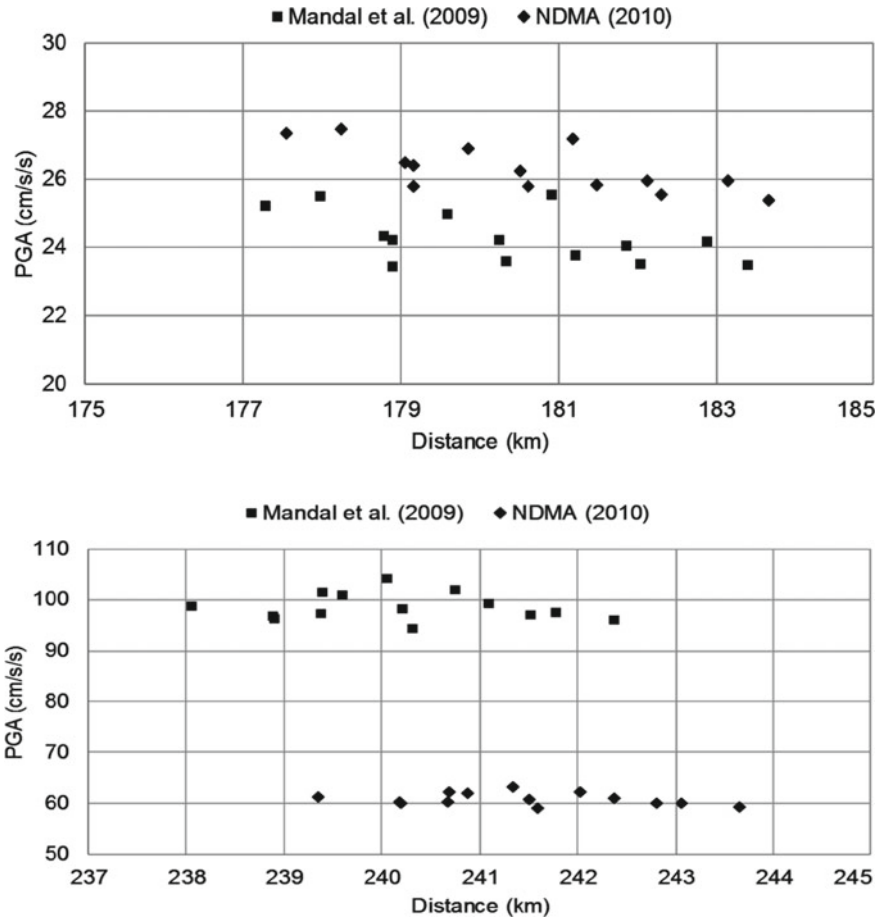 ■ Mandal et al. (2009) ◆ NDMA (2010)
30
28
26
24
22
20
PGA (cm/s/s)
175 177 179 181 183 185
Distance (km)
■ Mandal et al. (2009) ◆ NDMA (2010)
110
100
90
80
70
60
50
PGA (cm/s/s)
237 238 239 240 241 242 243 244 245
Distance (km)